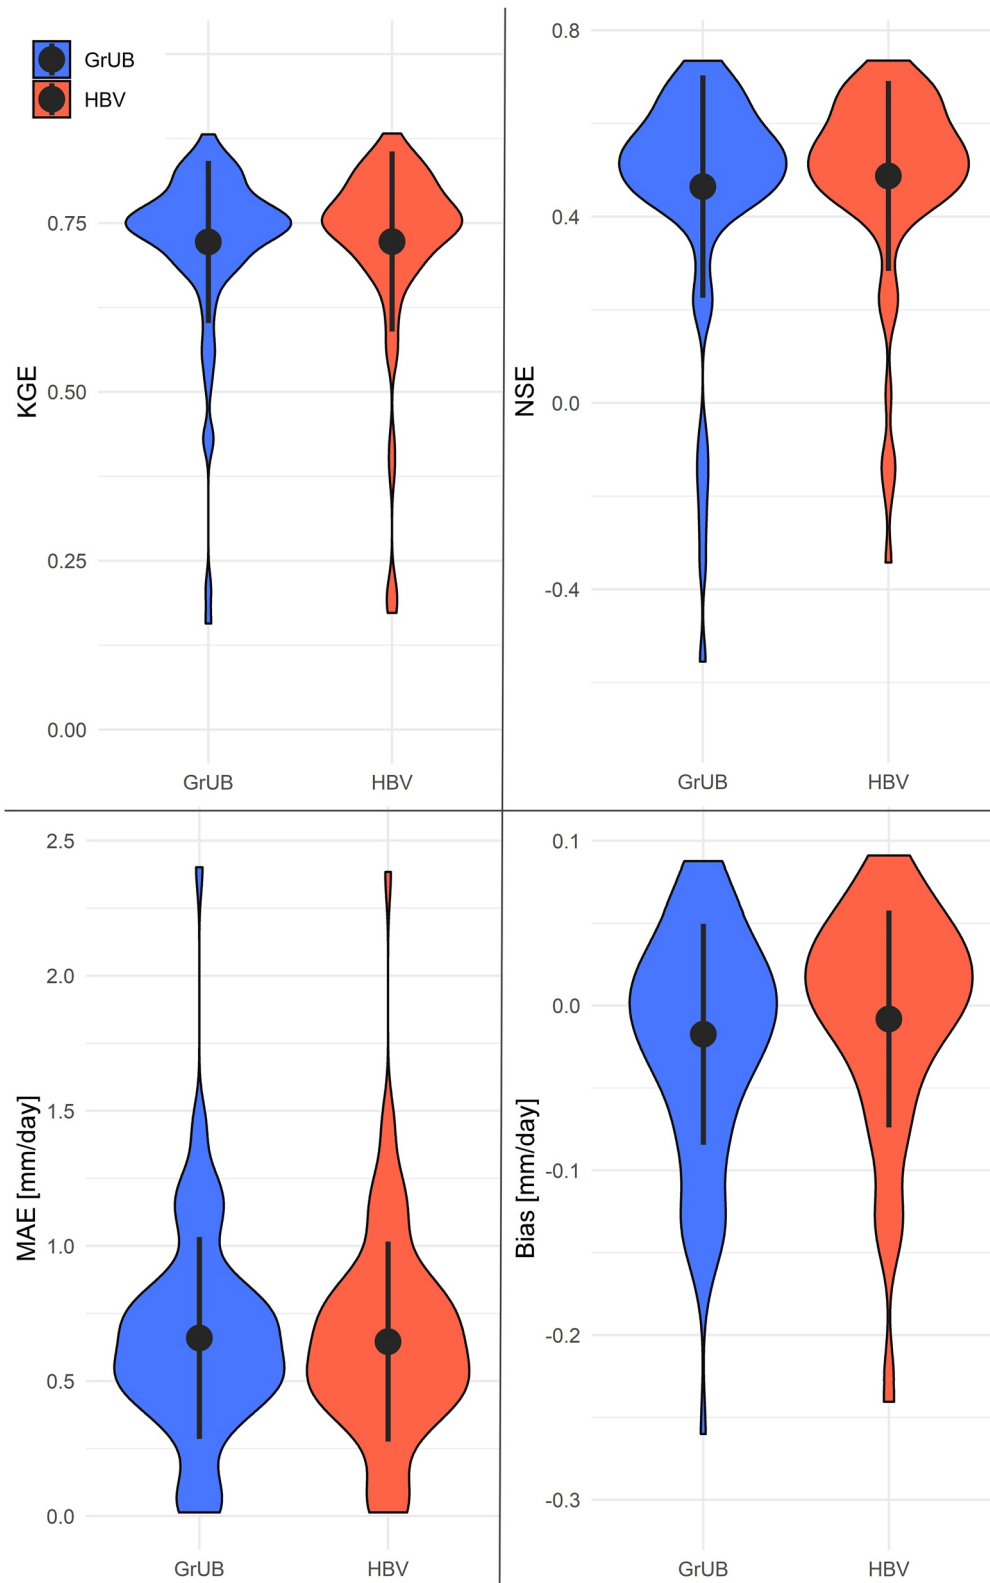 GrUB
HBV
KGE
0.75
0.50
0.25
0.00
GrUB HBV
NSE
0.8
0.4
0.0
-0.4
GrUB HBV
MAE [mm/day]
2.5
2.0
1.5
1.0
0.5
0.0
GrUB HBV
Bias [mm/day]
0.1
0.0
-0.1
-0.2
-0.3
GrUB HBV